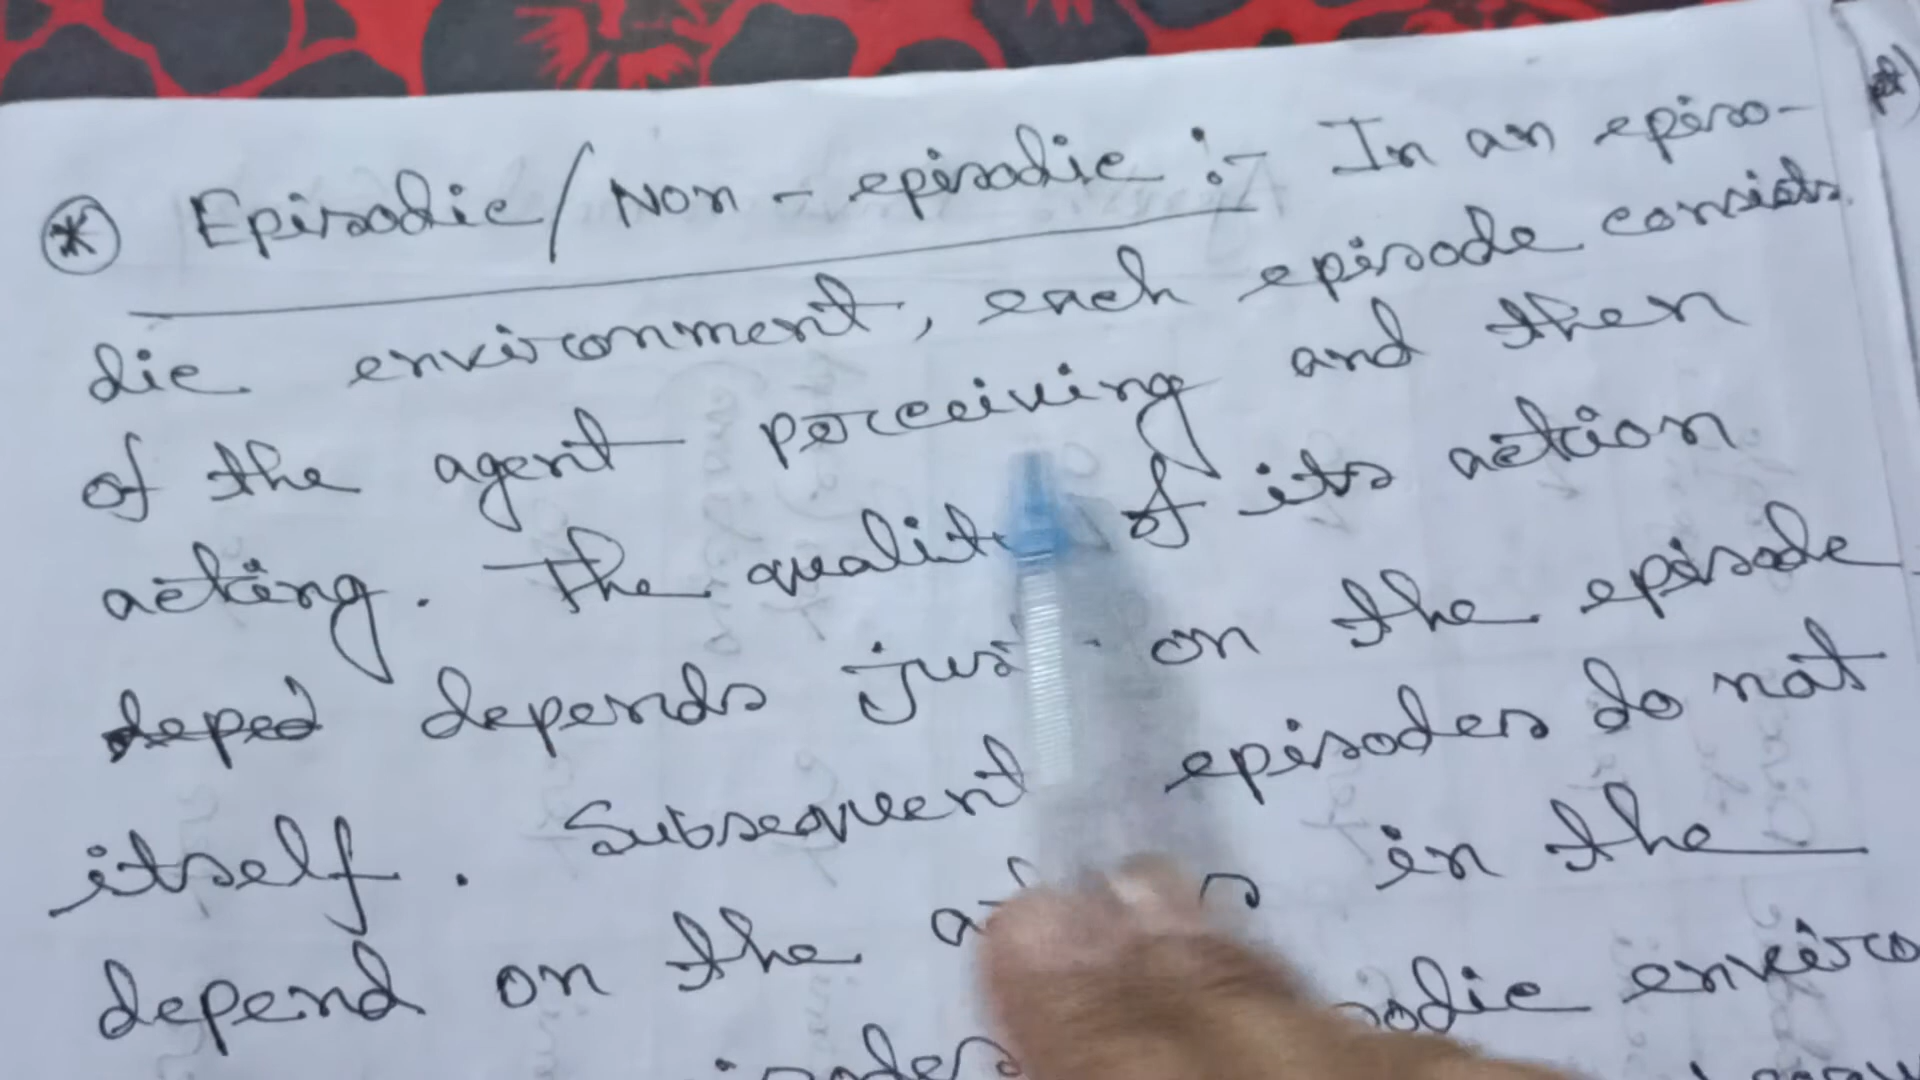 * Episodic/Non-episodic :- In an episo-
dic environment, each episode consists
of the agent perceiving and then
acting. The quality of its action
deped depends just on the episode
itself. Subsequent episodes do not
depend on the in the